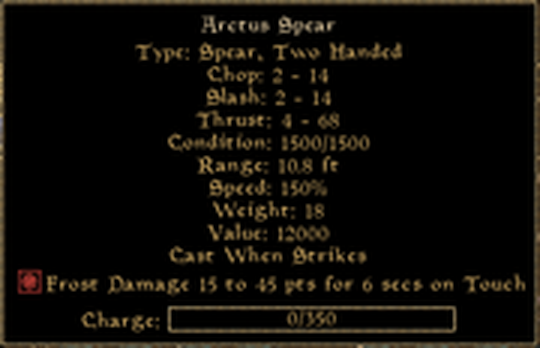 Arctus Spear
Type: Spear, Two Handed
Chop: 2 - 14
Slash: 2 - 14
Thrust: 4 - 68
Condition: 1500/1500
Range: 10.8 ft
Speed: 150%
Weight: 18
Value: 12000
Cast When Strikes
Frost Damage 15 to 45 pts for 6 secs on Touch
Charge: 0/350